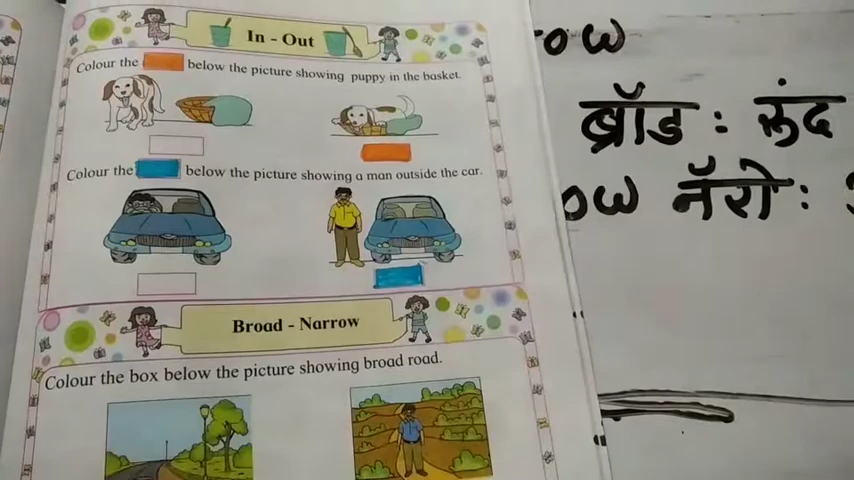 In - Out
Colour the below the picture showing puppy in the basket.
Colour the below the picture showing a man outside the car.
Broad - Narrow
Colour the box below the picture showing broad road.
row
ब्रॉड : रुंद
ow नॅरो :